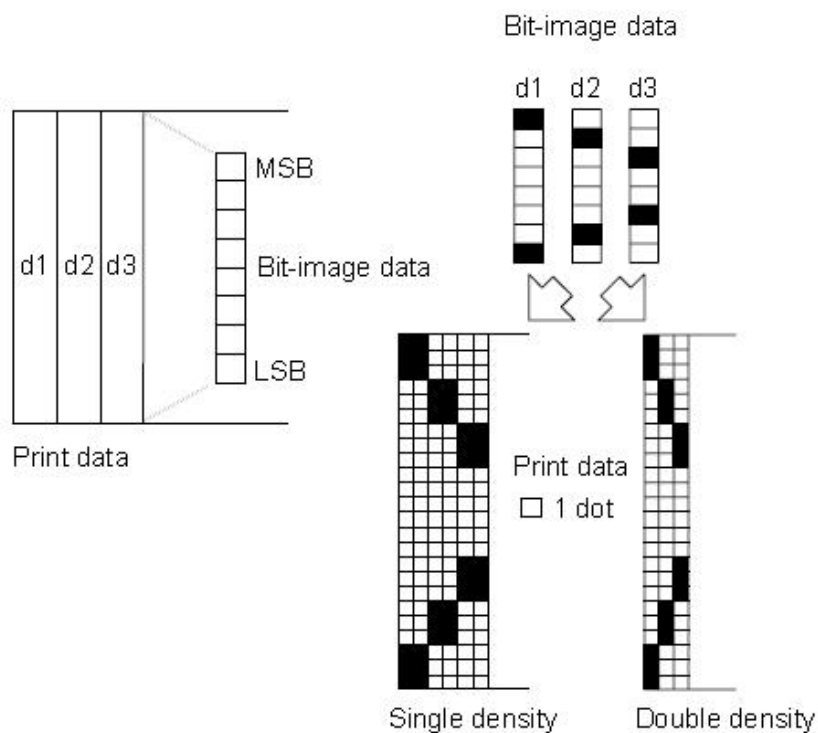 Bit-image data
d1 d2 d3
MSB
d1 d2 d3
Bit-image data
LSB
Print data
Print data
1 dot
Single density
Double density